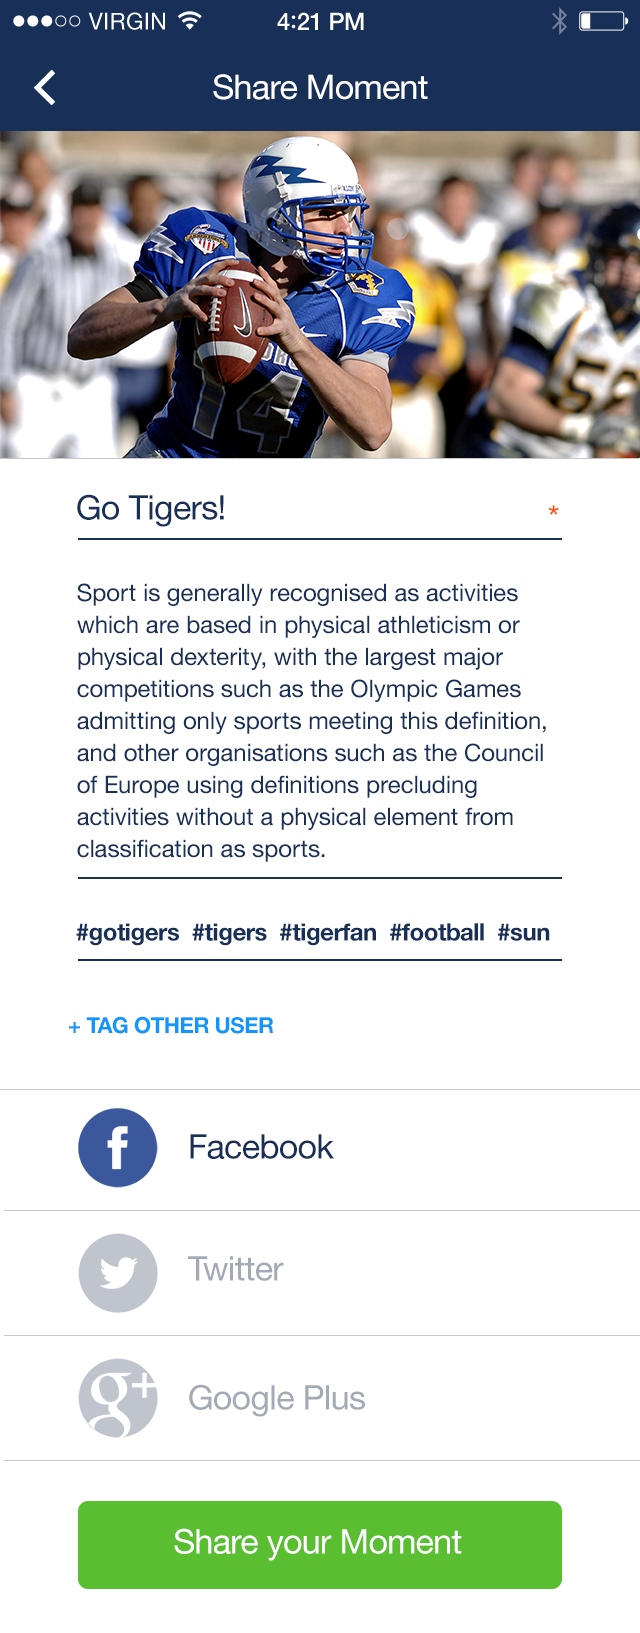 VIRGIN 4:21 PM
Share Moment
14
52
Go Tigers! *
Sport is generally recognised as activities
which are based in physical athleticism or
physical dexterity, with the largest major
competitions such as the Olympic Games
admitting only sports meeting this definition,
and other organisations such as the Council
of Europe using definitions precluding
activities without a physical element from
classification as sports.
#gotigers #tigers #tigerfan #football #sun
+ TAG OTHER USER
f Facebook
Twitter
g+ Google Plus
Share your Moment